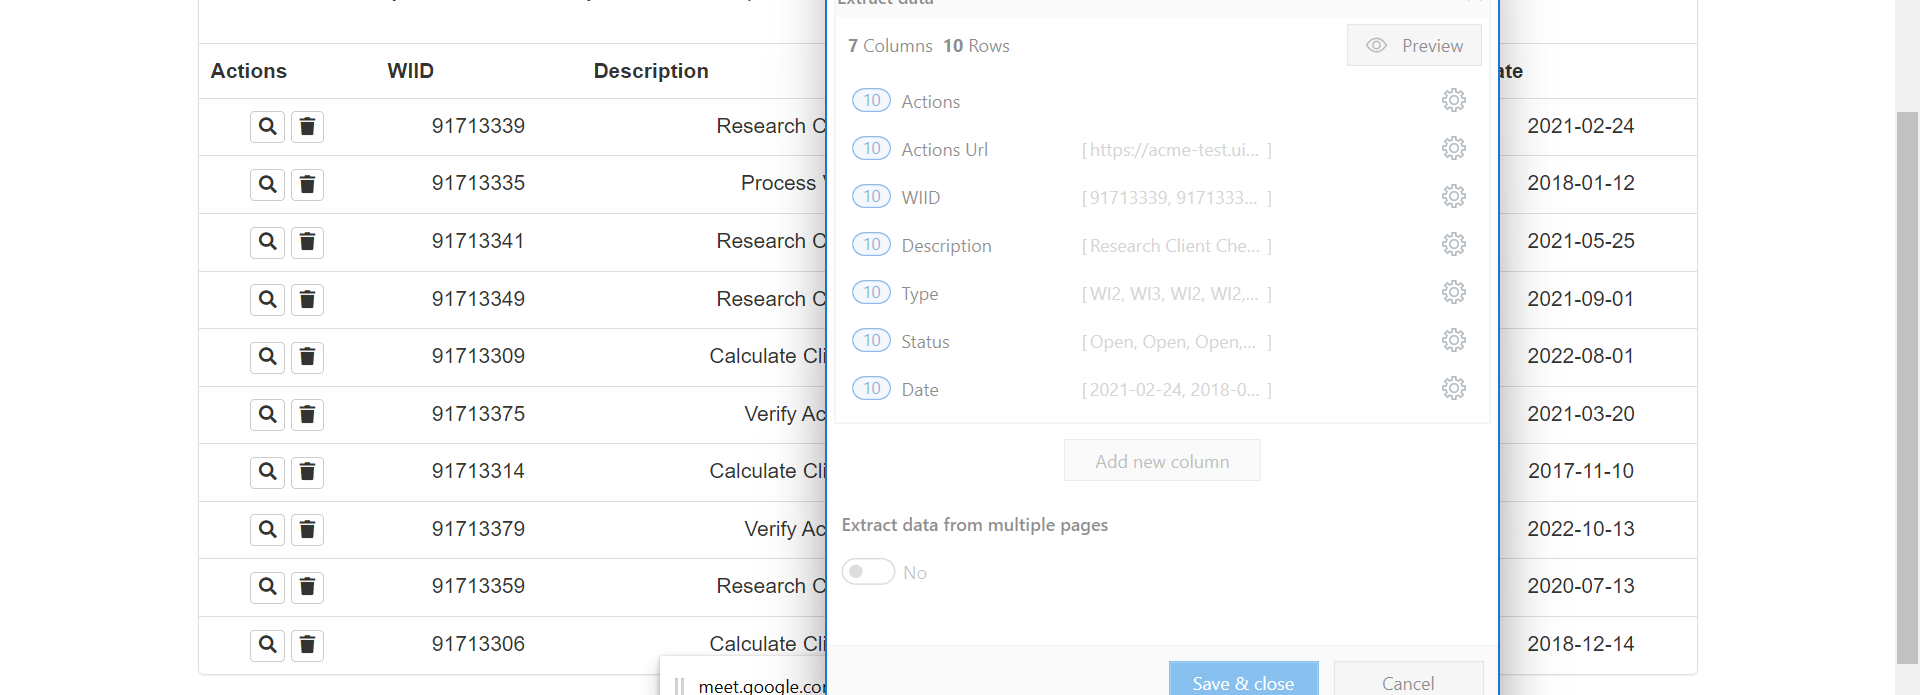 Extract data
7 Columns 10 Rows
Preview
Actions WIID Description
10 Actions
10 Actions Url [https://acme-test.ui... ]
10 WIID [91713339, 9171333... ]
10 Description [Research Client Che... ]
10 Type [WI2, WI3, WI2, WI2,... ]
10 Status [Open, Open, Open,... ]
10 Date [2021-02-24, 2018-0... ]
Add new column
Extract data from multiple pages
No
Save & close
Cancel
91713339 Research C 2021-02-24
91713335 Process 2018-01-12
91713341 Research C 2021-05-25
91713349 Research C 2021-09-01
91713309 Calculate Cli 2022-08-01
91713375 Verify Ac 2021-03-20
91713314 Calculate Cli 2017-11-10
91713379 Verify Ac 2022-10-13
91713359 Research C 2020-07-13
91713306 Calculate Cli 2018-12-14
meet.google.co